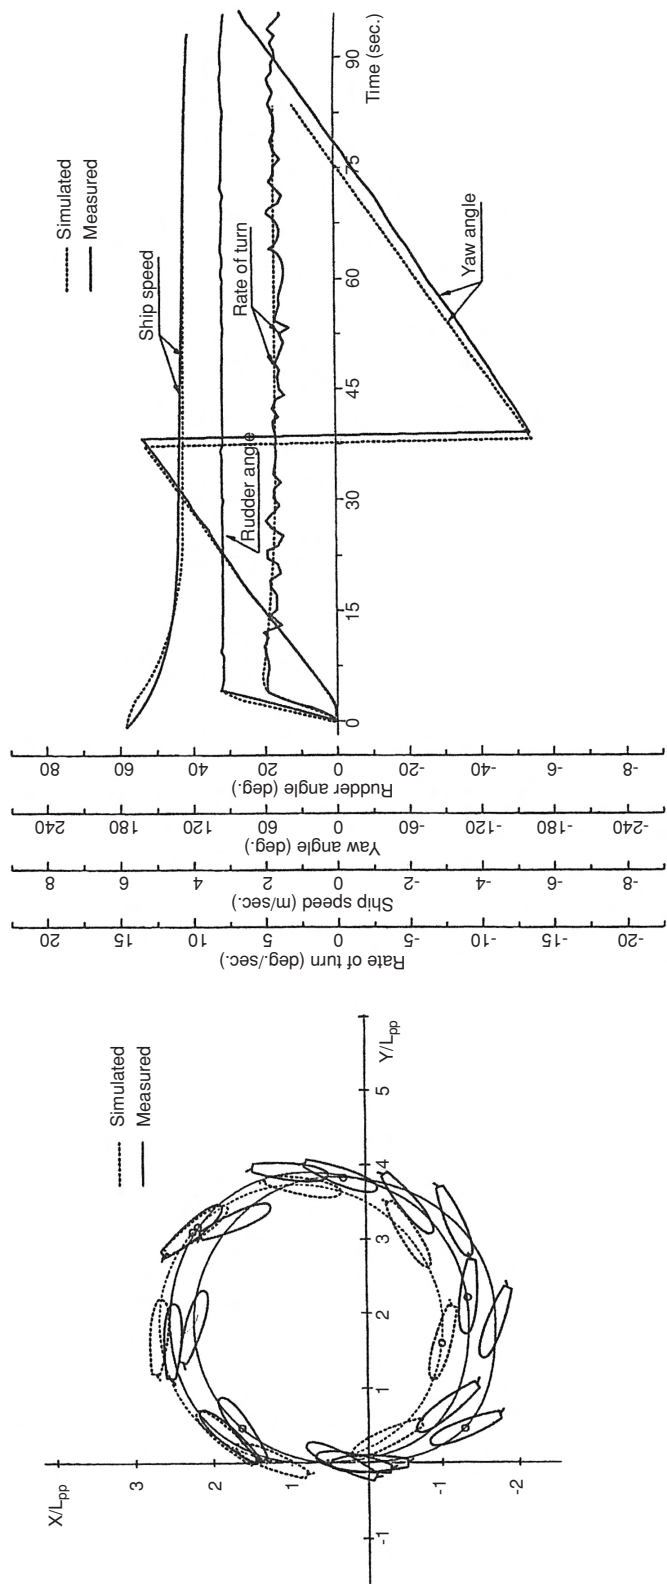 Simulated
Measured
X/Lpp
3
2
1
-1
-2
-1
1
2
3
4
5
Y/Lpp
20 15 10 5 0 -5 -10 -15 -20
Rate of turn (deg./sec.)
8 6 4 2 0 -2 -4 -6 -8
Ship speed (m/sec.)
240 180 120 60 0 -60 -120 -180 -240
Yaw angle (deg.)
80 60 40 20 0 -20 -40 -6 -8
Rudder angle (deg.)
Simulated
Measured
Ship speed
Rudder angle
Rate of turn
Yaw angle
0 15 30 45 60 75 90
Time (sec.)